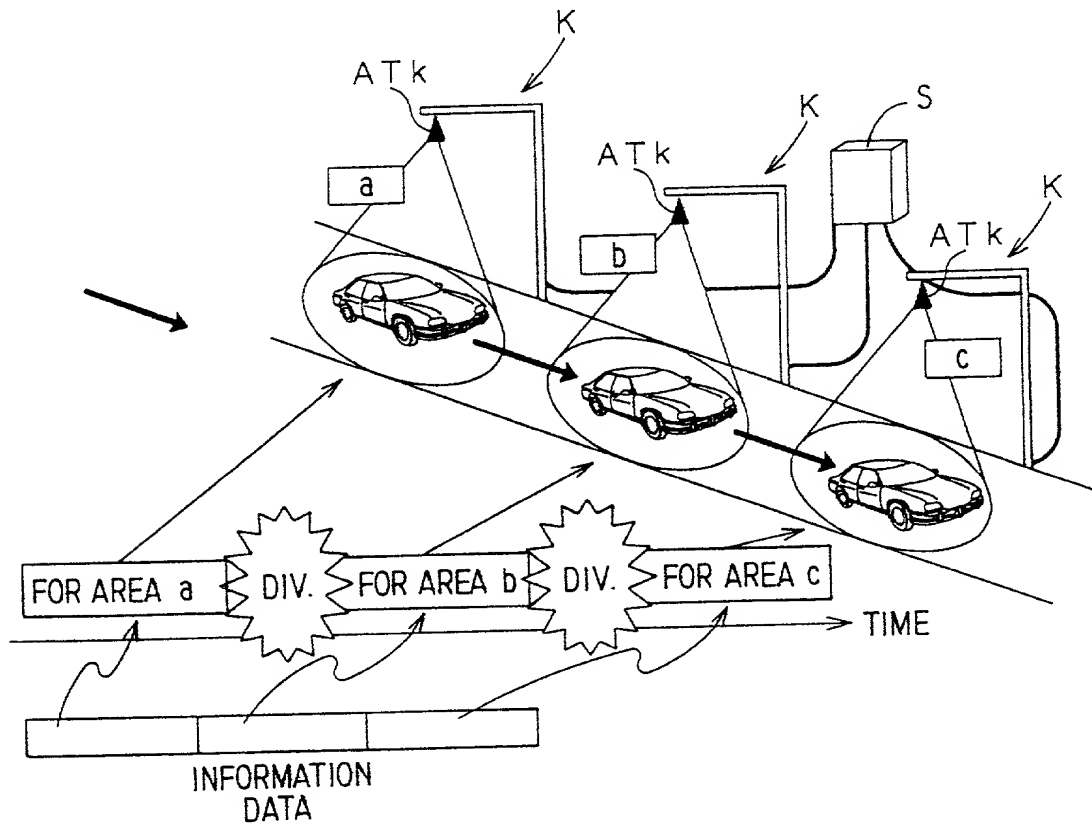 K
ATk
K
S
ATk
K
a
ATk
b
c
FOR AREA a
DIV.
FOR AREA b
DIV.
FOR AREA c
TIME
INFORMATION
DATA